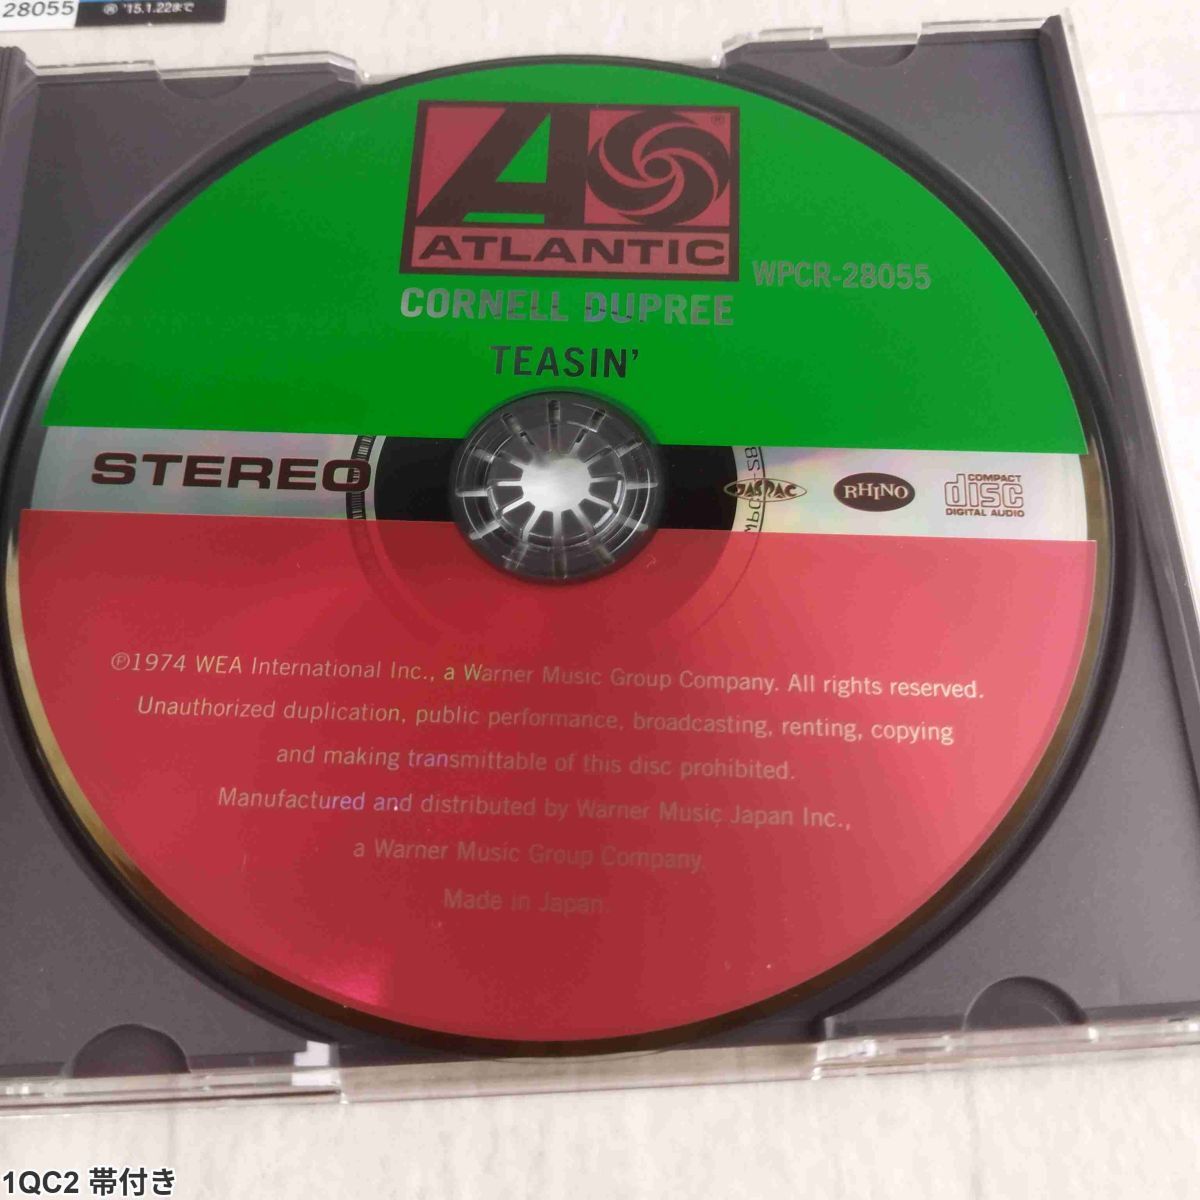 28055
'15.1.22まで
ATLANTIC
WPCR-28055
CORNELL DUPREE
TEASIN'
STEREO
JASRAC
RHINO
COMPACT
disc
DIGITAL AUDIO
℗1974 WEA International Inc., a Warner Music Group Company. All rights reserved.
Unauthorized duplication, public performance, broadcasting, renting, copying
and making transmittable of this disc prohibited.
Manufactured and distributed by Warner Music Japan Inc.,
a Warner Music Group Company.
Made in Japan.
1QC2 帯付き